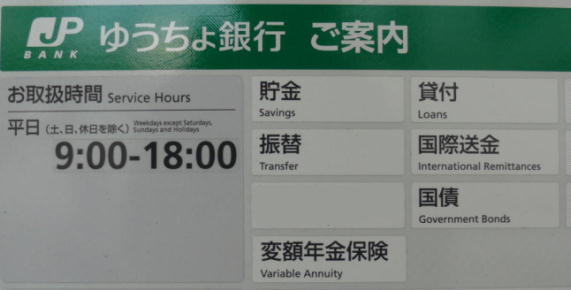 JP BANK ゆうちょ銀行 ご案内
お取扱時間 Service Hours
平日(土、日、休日を除く) Weekdays except Saturdays, Sundays and Holidays
9:00-18:00
貯金
Savings
貸付
Loans
振替
Transfer
国際送金
International Remittances
国債
Government Bonds
変額年金保険
Variable Annuity